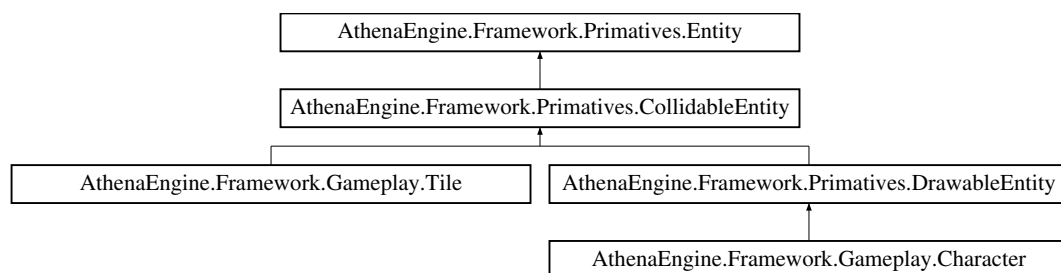 AthenaEngine.Framework.Primatives.Entity
AthenaEngine.Framework.Primatives.CollidableEntity
AthenaEngine.Framework.Gameplay.Tile
AthenaEngine.Framework.Primatives.DrawableEntity
AthenaEngine.Framework.Gameplay.Character